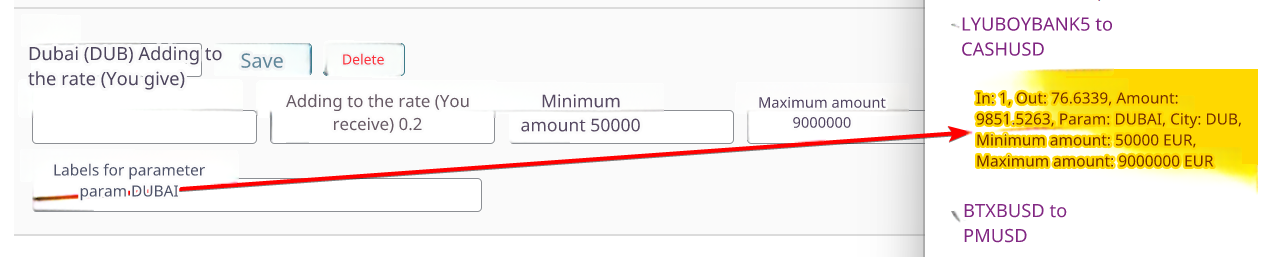 Dubai (DUB) Adding to
the rate (You give)
Save
Delete
Adding to the rate (You
receive) 0.2
Minimum
amount 50000
Maximum amount
9000000
Labels for parameter
param DUBAI
LYUBOYBANK5 to
CASHUSD
In: 1, Out: 76.6339, Amount:
9851.5263, Param: DUBAI, City: DUB,
Minimum amount: 50000 EUR,
Maximum amount: 9000000 EUR
BTXBUSD to
PMUSD